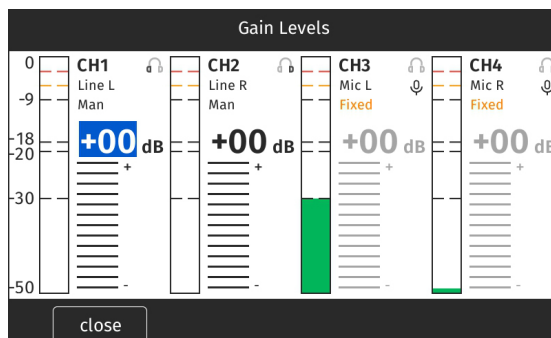 Gain Levels
0
-9
-18
-20
-30
-50
CH1
Line L
Man
+00 dB
+
-
CH2
Line R
Man
+00 dB
+
-
CH3
Mic L
Fixed
+00 dB
+
-
CH4
Mic R
Fixed
+00 dB
+
-
close